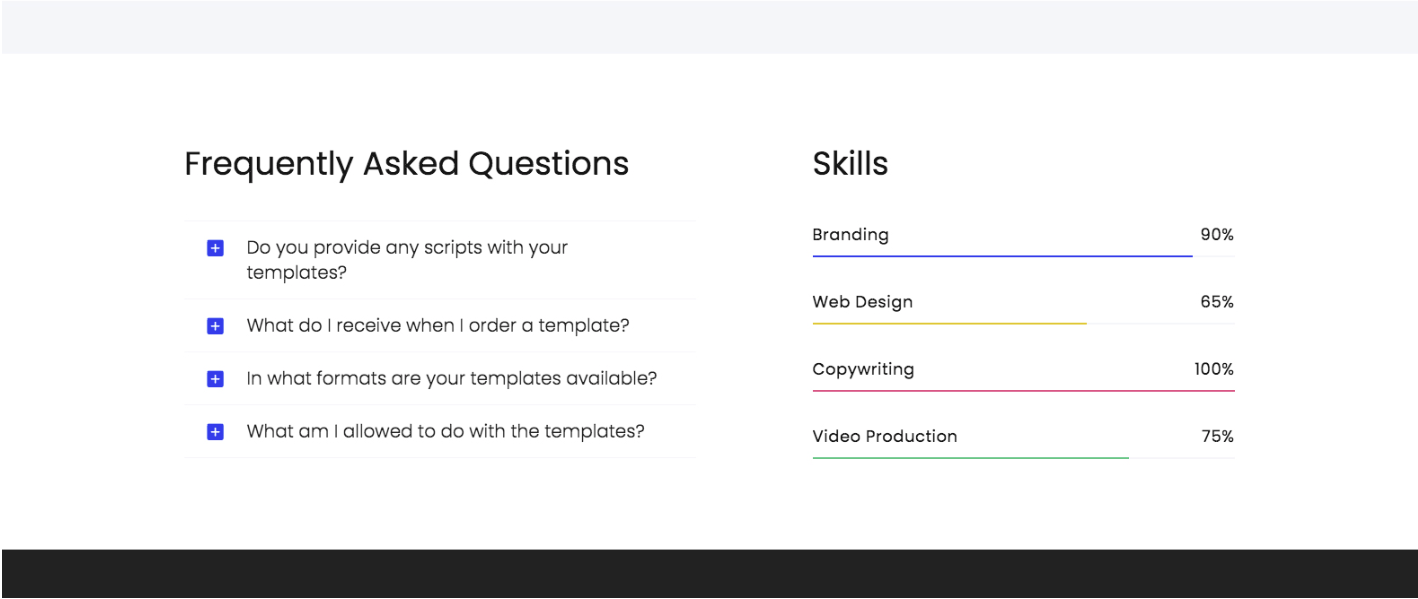 Frequently Asked Questions
Do you provide any scripts with your
templates?
What do I receive when I order a template?
In what formats are your templates available?
What am I allowed to do with the templates?
Skills
Branding 90%
Web Design 65%
Copywriting 100%
Video Production 75%